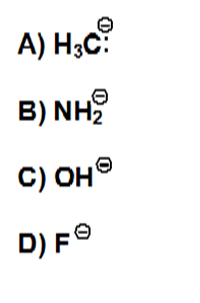 A) H₃C:⊖
B) NH₂⊖
C) OH⊖
D) F⊖